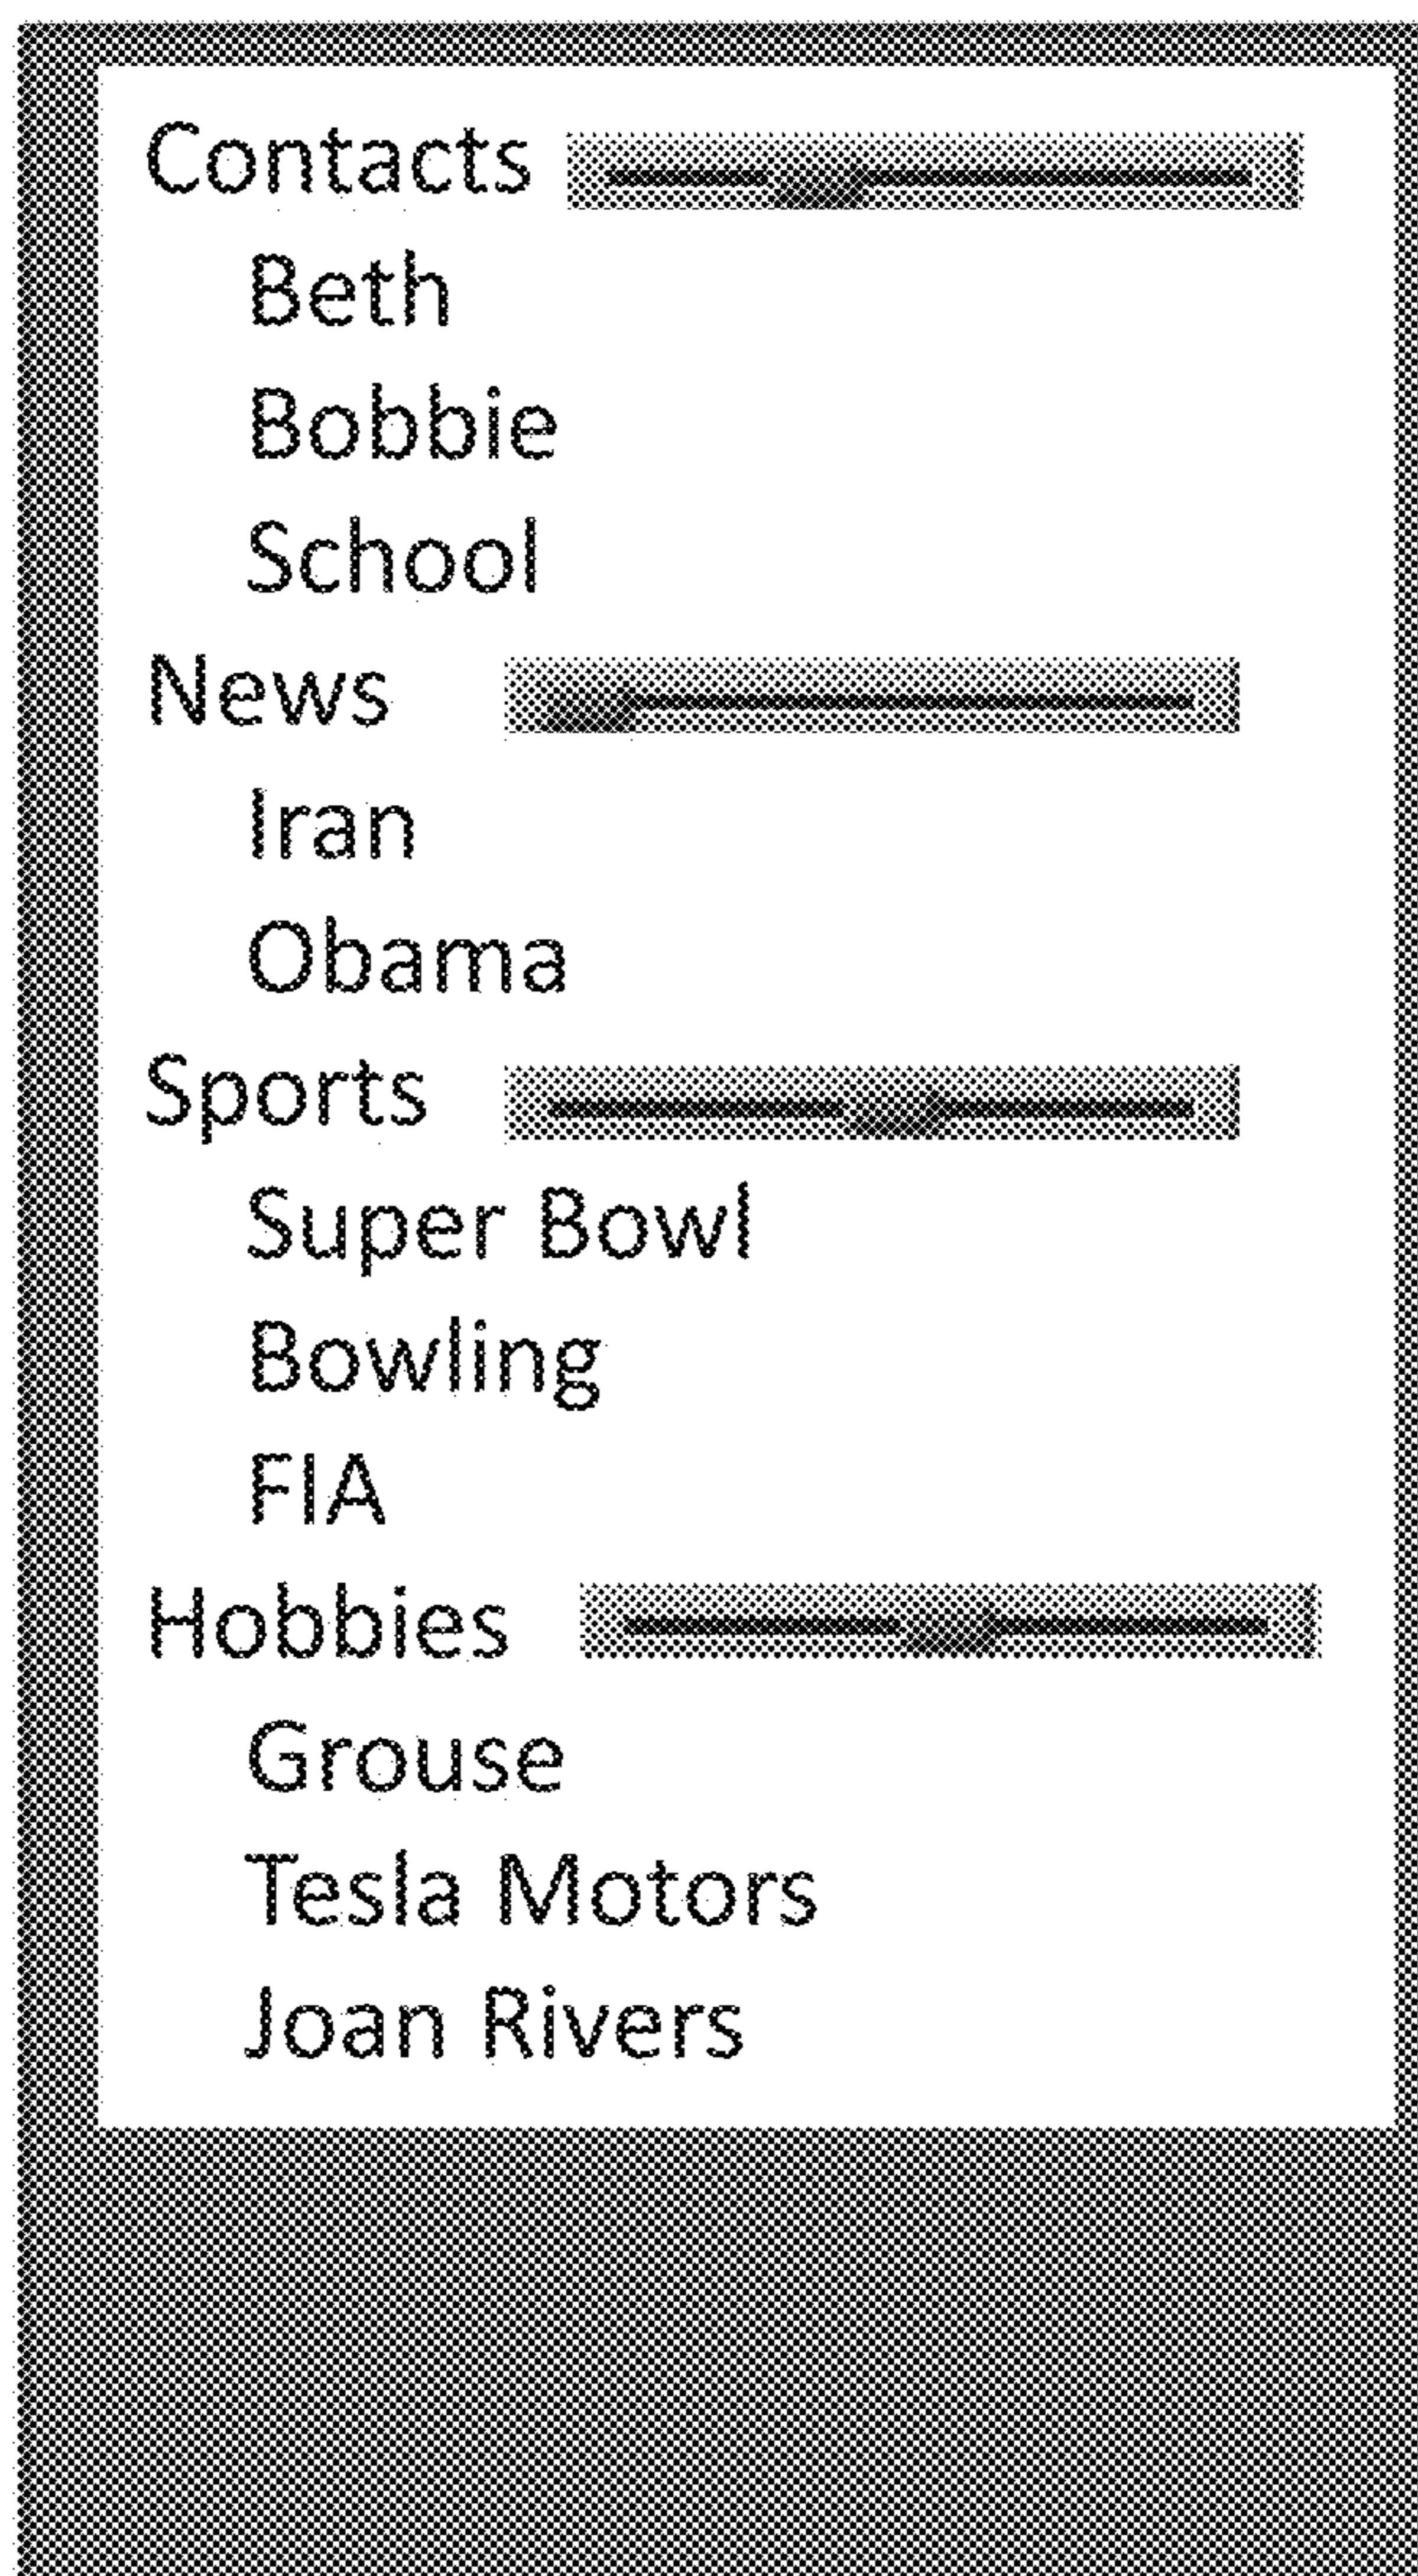 Contacts
Beth
Bobbie
School
News
Iran
Obama
Sports
Super Bowl
Bowling
FIA
Hobbies
Grouse
Tesla Motors
Joan Rivers